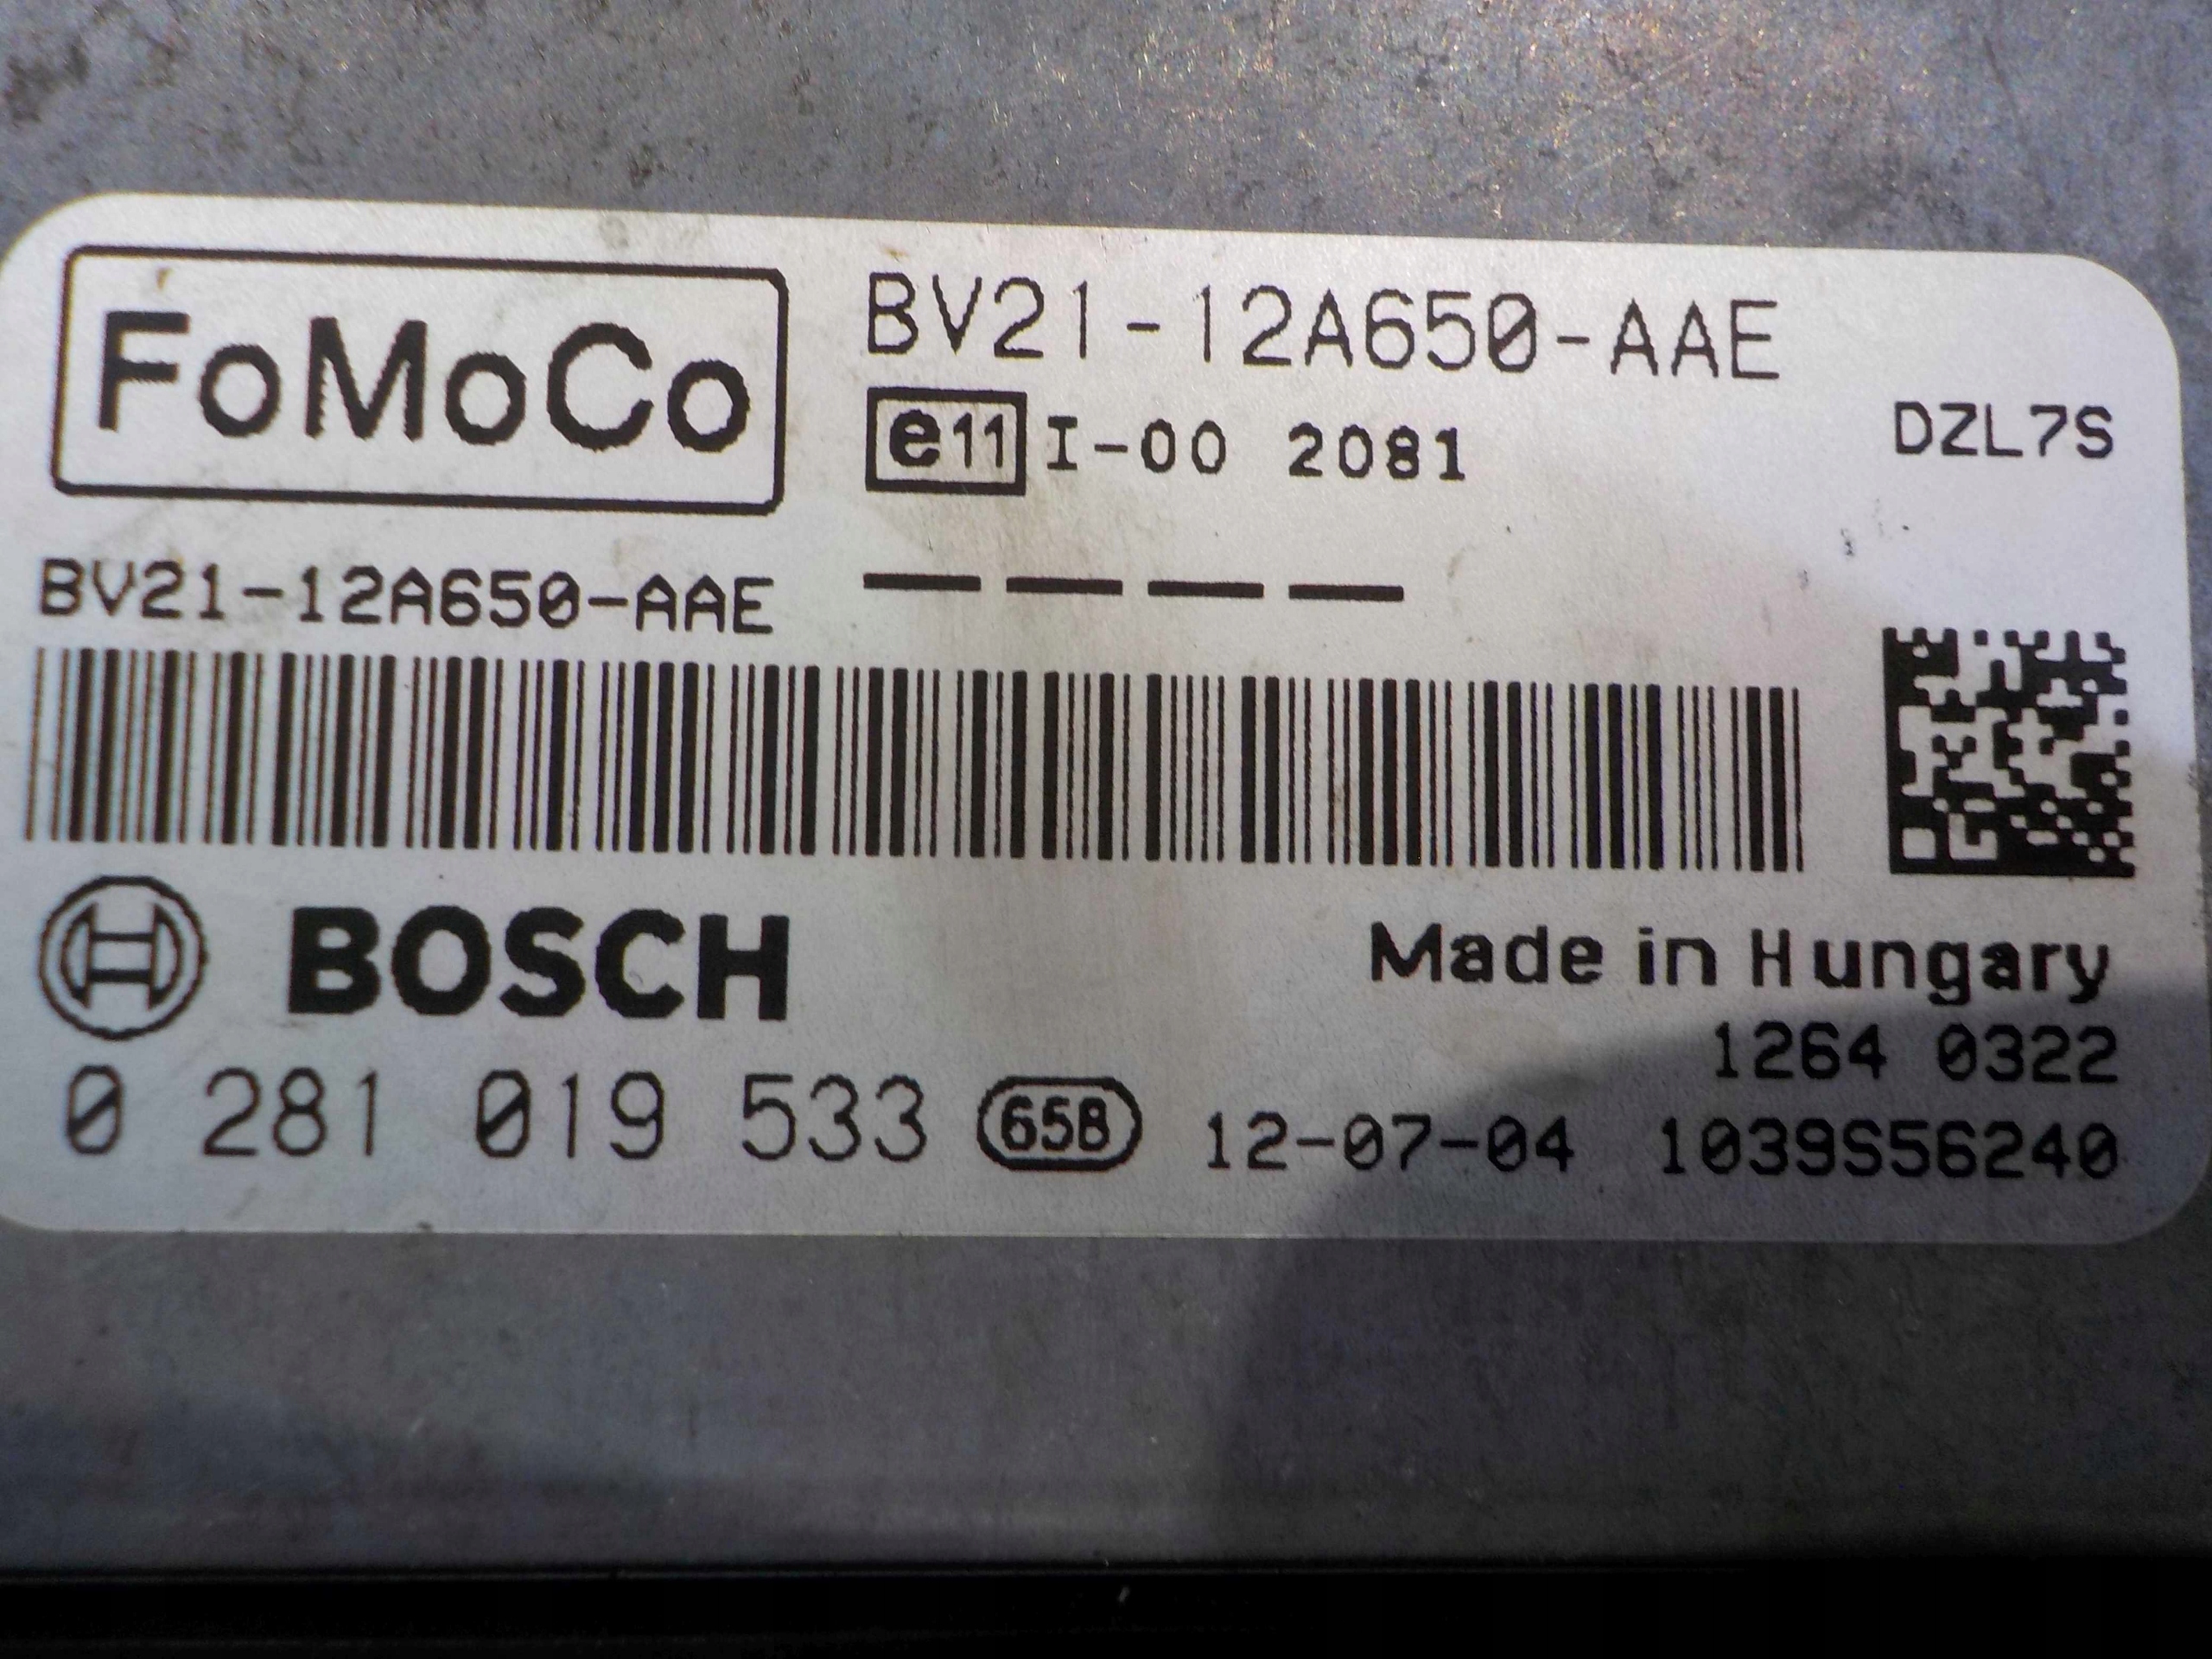 FoMoCo
BV21-12A650-AAE
e11 I-00 2081
DZL7S
BV21-12A650-AAE
BOSCH
Made in Hungary
1264 0322
0 281 019 533 65B 12-07-04 1039S56240